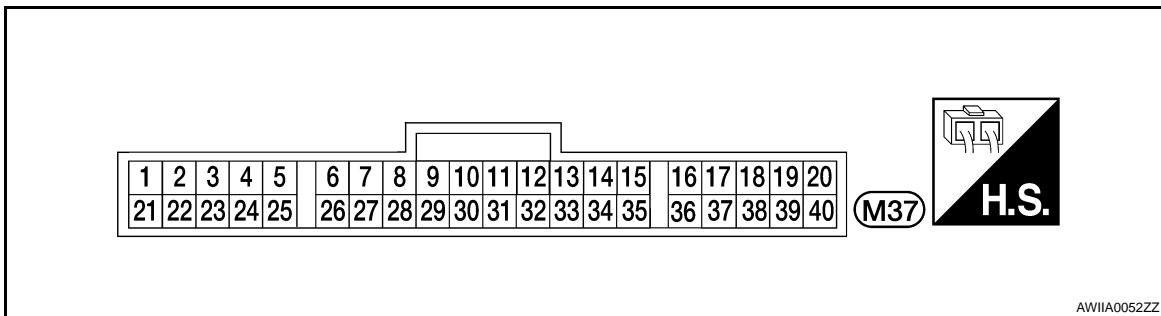 1 2 3 4 5 6 7 8 9 10 11 12 13 14 15 16 17 18 19 20
21 22 23 24 25 26 27 28 29 30 31 32 33 34 35 36 37 38 39 40
M37
H.S.
AWIIA0052ZZ